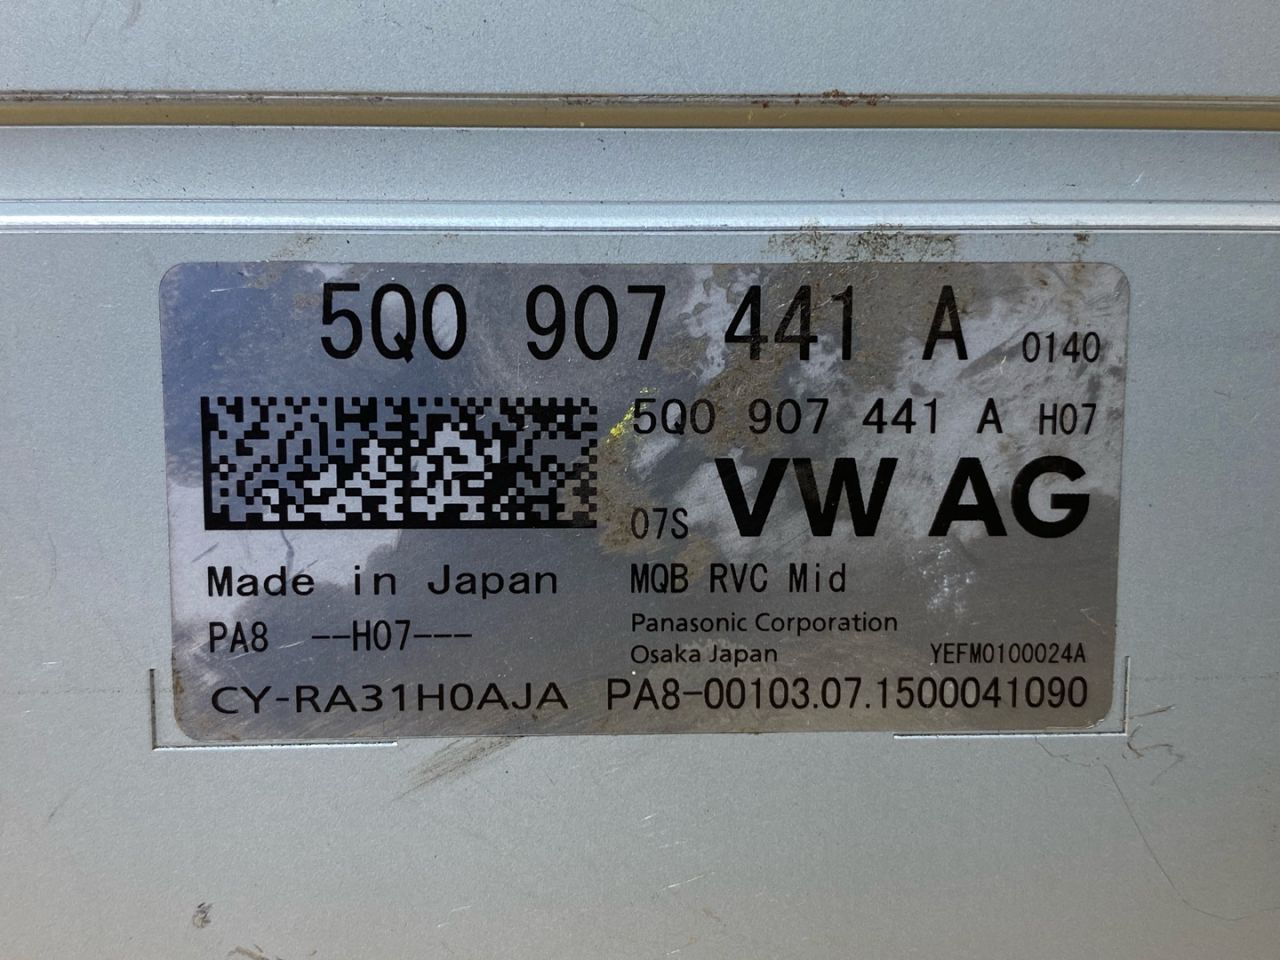 5Q0 907 441 A 0140
5Q0 907 441 A H07
07S VW AG
Made in Japan MQB RVC Mid
PA8 --H07--- Panasonic Corporation
Osaka Japan YEFM0100024A
CY-RA31H0AJA PA8-00103.07.1500041090